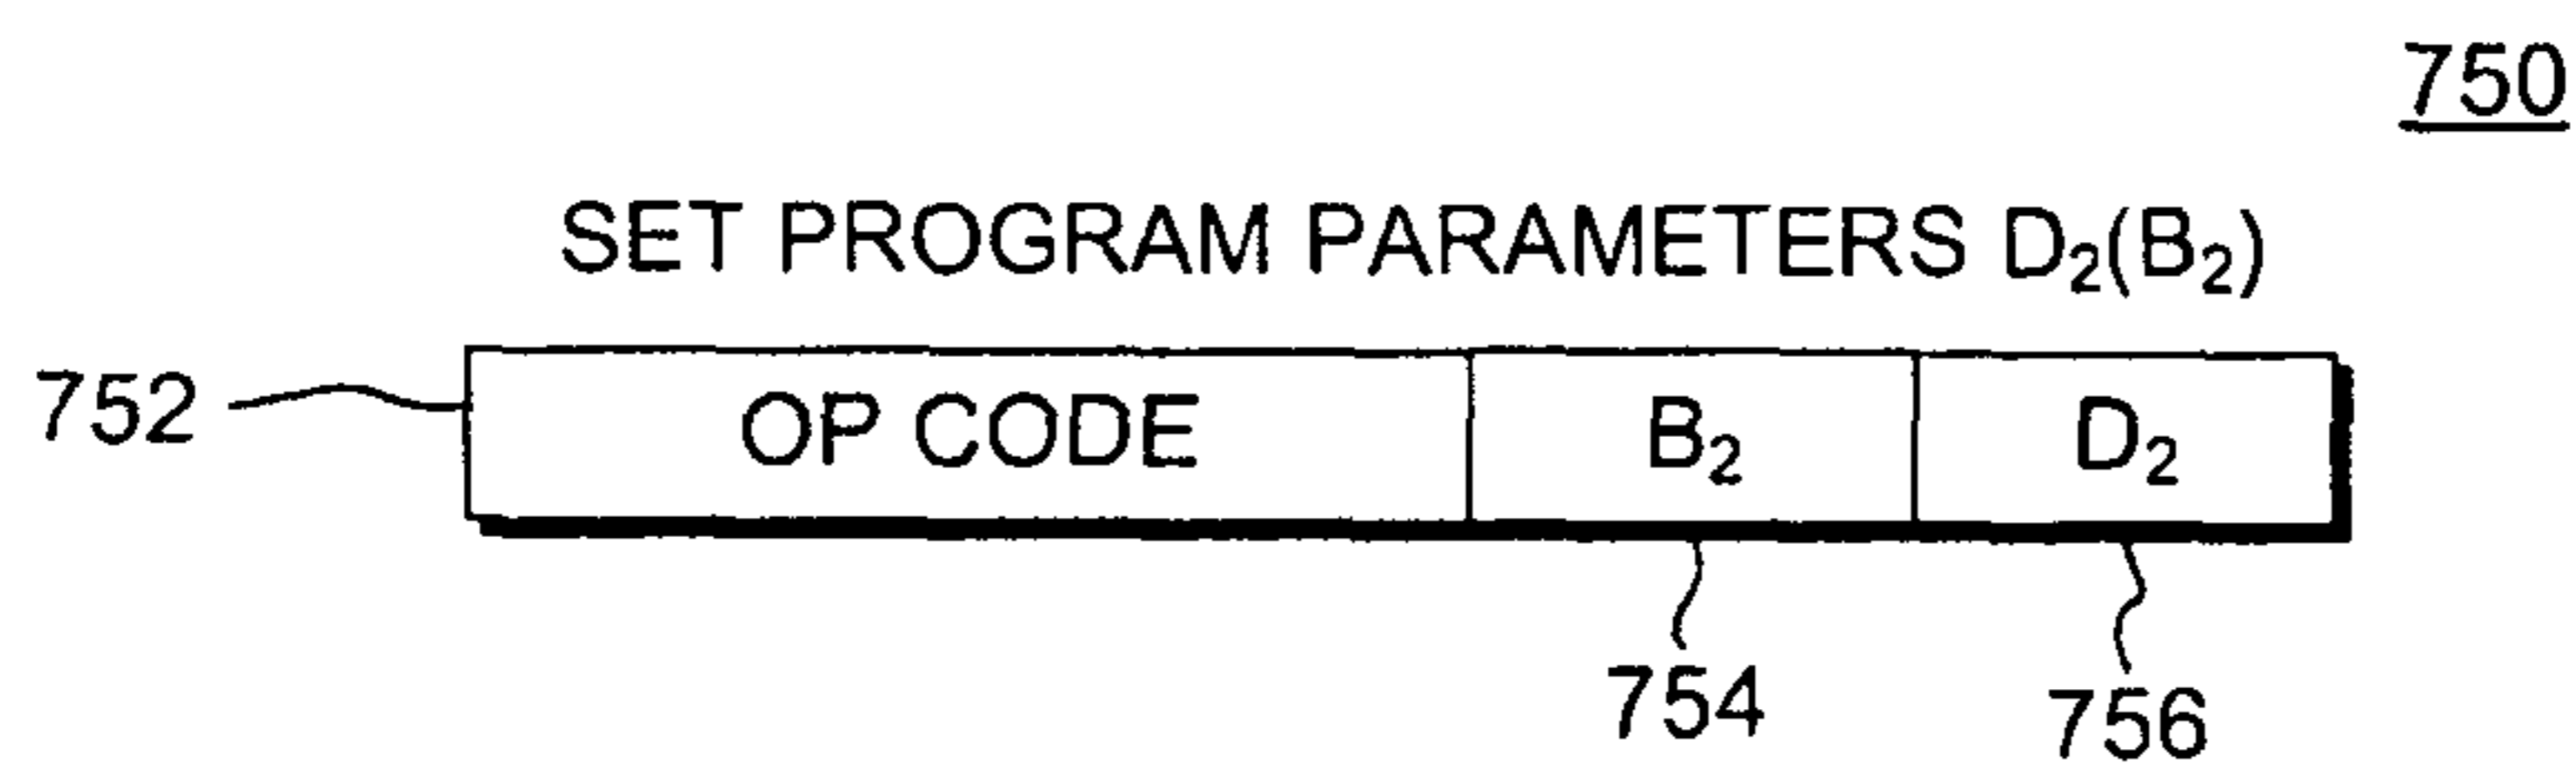 750
SET PROGRAM PARAMETERS D₂(B₂)
752 OP CODE B₂ D₂
754 756